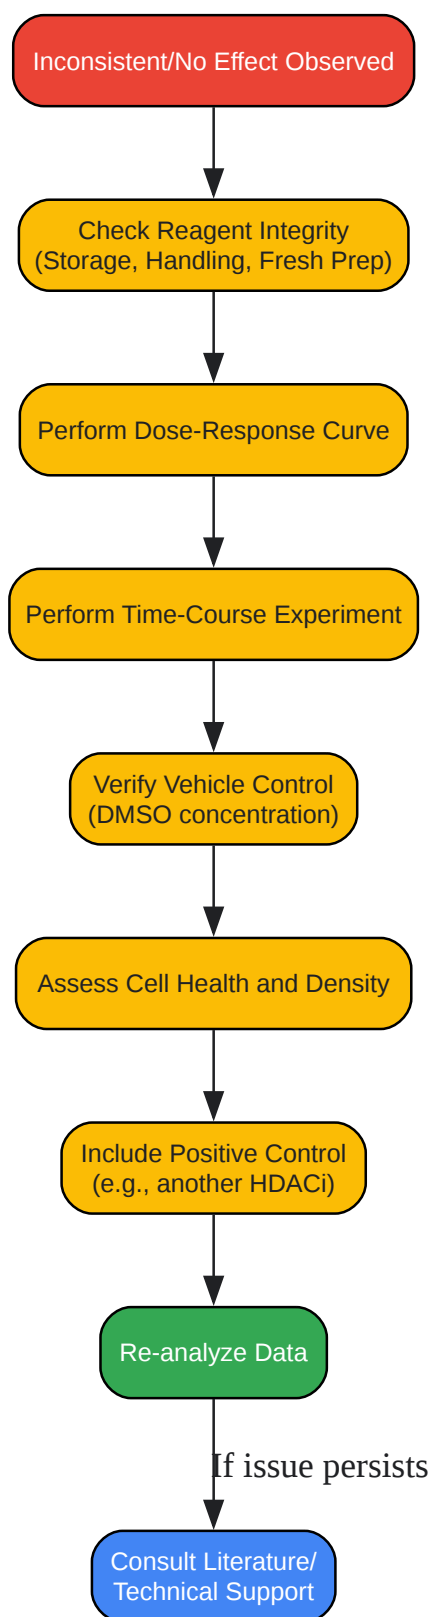 Inconsistent/No Effect Observed
Check Reagent Integrity
(Storage, Handling, Fresh Prep)
Perform Dose-Response Curve
Perform Time-Course Experiment
Verify Vehicle Control
(DMSO concentration)
Assess Cell Health and Density
Include Positive Control
(e.g., another HDACi)
Re-analyze Data
If issue persists
Consult Literature/
Technical Support